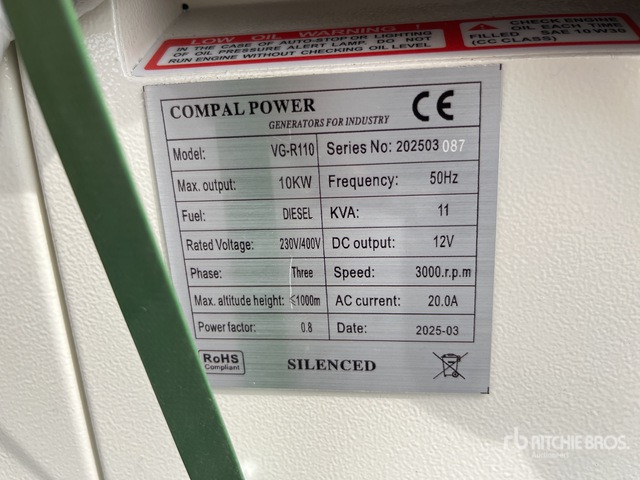 LOW OIL WARNING !
IN THE CASE OF AUTO-STOP OR LIGHTING
OF OIL PRESSURE ALERT LAMP, DO NOT
RUN ENGINE WITHOUT CHECKING OIL LEVEL
CHECK ENGINE
OIL EACH TIME
FILLED SAE 10W30
(CC CLASS)
COMPAL POWER CE
GENERATORS FOR INDUSTRY
Model: VG-R110 Series No: 202503 087
Max. output: 10KW Frequency: 50Hz
Fuel: DIESEL KVA: 11
Rated Voltage: 230V/400V DC output: 12V
Phase: Three Speed: 3000.r.p.m
Max. altitude height: ≤1000m AC current: 20.0A
Power factor: 0.8 Date: 2025-03
RoHS
Compliant
SILENCED
rb RITCHIE BROS.